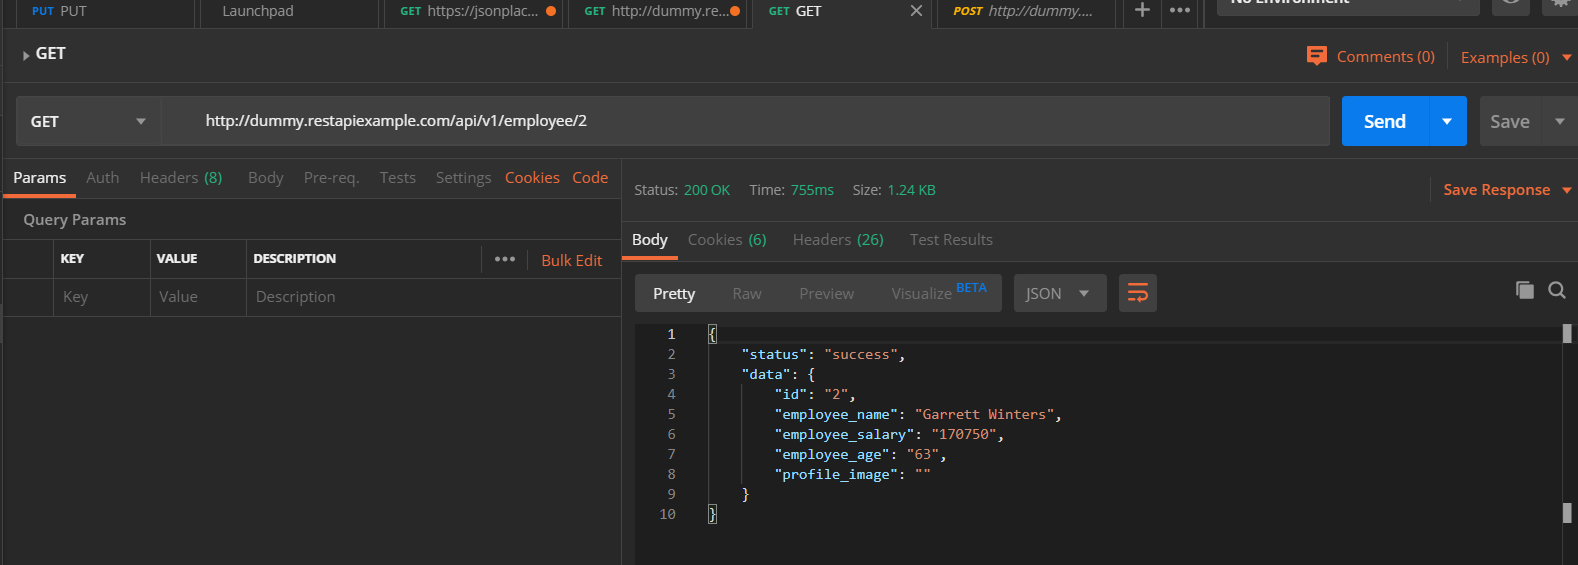 PUT PUT
Launchpad
GET https://jsonplac...
GET http://dummy.re...
GET GET
POST http://dummy....
No Environment
GET
Comments (0)
Examples (0)
GET
http://dummy.restapiexample.com/api/v1/employee/2
Send
Save
Params Auth Headers (8) Body Pre-req. Tests Settings Cookies Code
Query Params
KEY VALUE DESCRIPTION
Bulk Edit
Key Value Description
Status: 200 OK Time: 755ms Size: 1.24 KB
Save Response
Body Cookies (6) Headers (26) Test Results
Pretty Raw Preview Visualize BETA
JSON
1 {
2 "status": "success",
3 "data": {
4 "id": "2",
5 "employee_name": "Garrett Winters",
6 "employee_salary": "170750",
7 "employee_age": "63",
8 "profile_image": ""
9 }
10 }